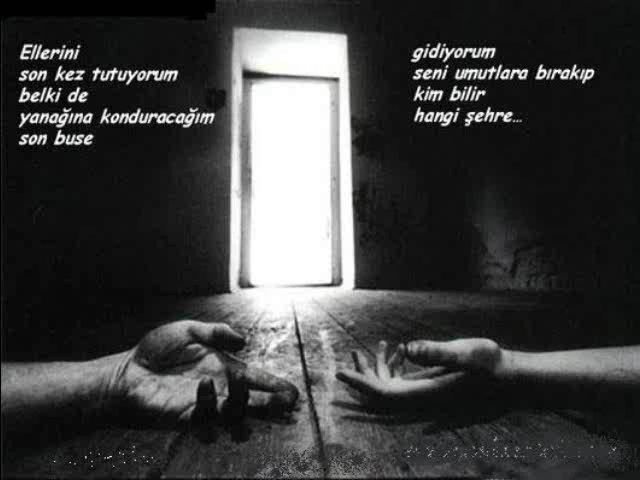 Ellerini
son kez tutuyorum
belki de
yanağına konduracağım
son buse
gidiyorum
seni umutlara bırakıp
kim bilir
hangi şehre...